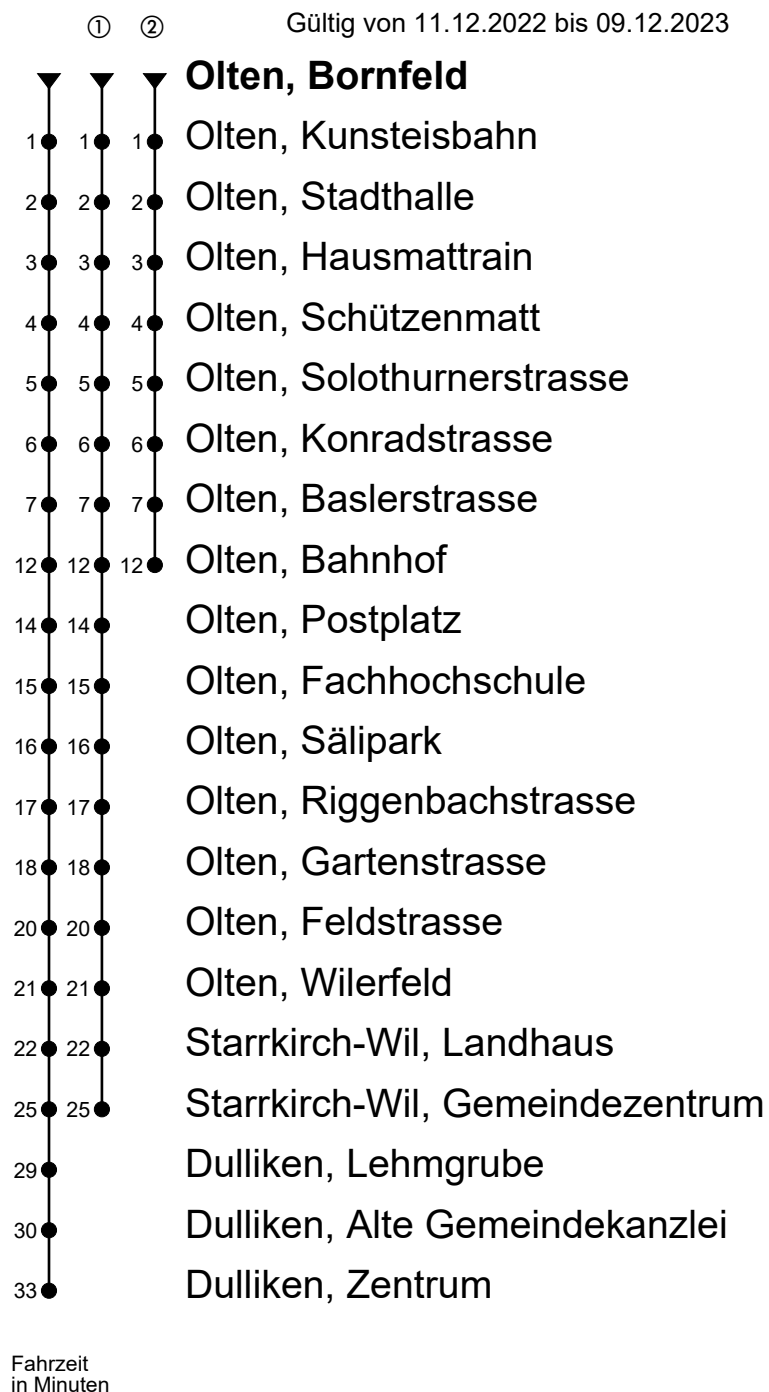 ① ② Gültig von 11.12.2022 bis 09.12.2023
Olten, Bornfeld
1 1 1 Olten, Kunsteisbahn
2 2 2 Olten, Stadthalle
3 3 3 Olten, Hausmattrain
4 4 4 Olten, Schützenmatt
5 5 5 Olten, Solothurnerstrasse
6 6 6 Olten, Konradstrasse
7 7 7 Olten, Baslerstrasse
12 12 12 Olten, Bahnhof
14 14 Olten, Postplatz
15 15 Olten, Fachhochschule
16 16 Olten, Sälipark
17 17 Olten, Riggenbachstrasse
18 18 Olten, Gartenstrasse
20 20 Olten, Feldstrasse
21 21 Olten, Wilerfeld
22 22 Starrkirch-Wil, Landhaus
25 25 Starrkirch-Wil, Gemeindezentrum
29 Dulliken, Lehmgrube
30 Dulliken, Alte Gemeindekanzlei
33 Dulliken, Zentrum
Fahrzeit
in Minuten